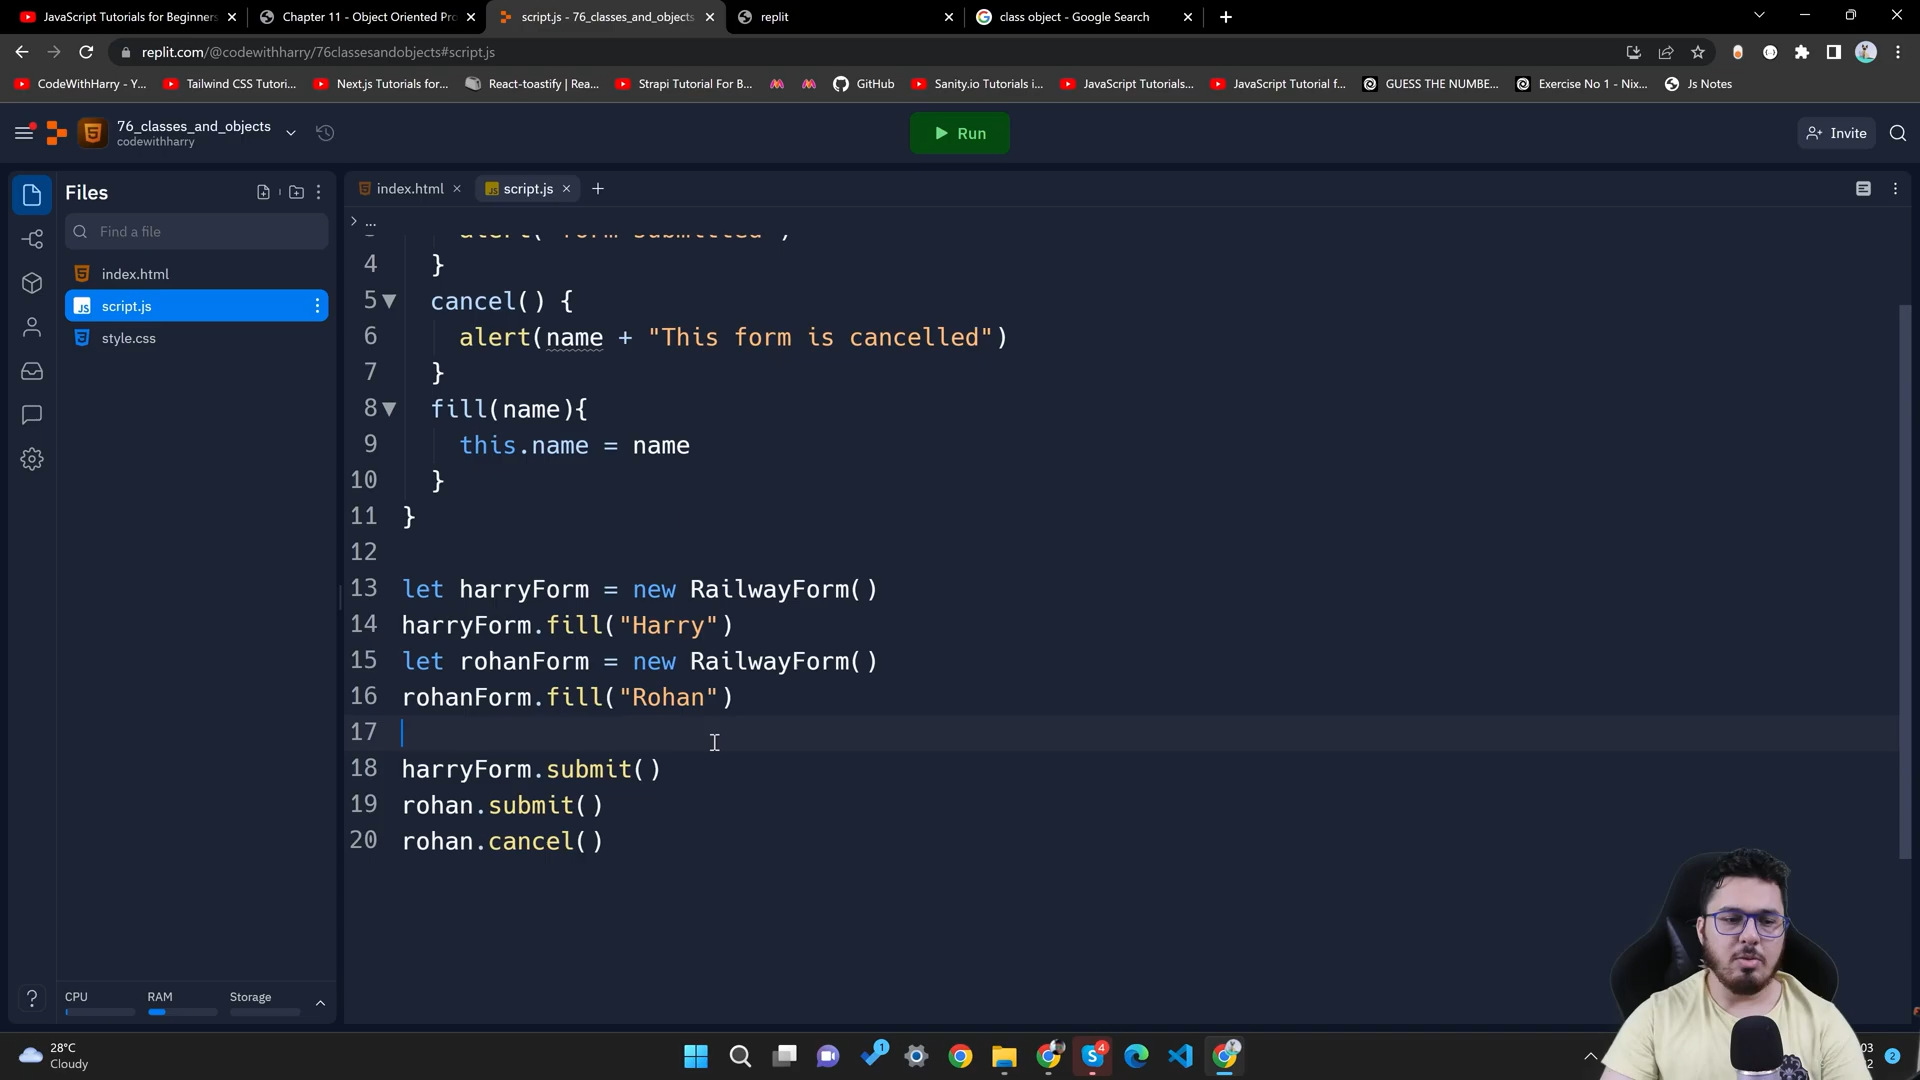 JavaScript Tutorials for Beginners
Chapter 11 - Object Oriented Pro
script.js - 76_classes_and_objects
replit
class object - Google Search
replit.com/@codewithharry/76classesandobjects#script.js
CodeWithHarry - Y...
Tailwind CSS Tutori...
Next.js Tutorials for...
React-toastify | Rea...
Strapi Tutorial For B...
GitHub
Sanity.io Tutorials i...
JavaScript Tutorials...
JavaScript Tutorial f...
GUESS THE NUMBE...
Exercise No 1 - Nix...
Js Notes
76_classes_and_objects
codewithharry
Run
Invite
Files
Find a file
index.html
script.js
style.css
index.html
script.js
...
4 }
5 cancel() {
6 alert(name + "This form is cancelled")
7 }
8 fill(name){
9 this.name = name
10 }
11 }
12
13 let harryForm = new RailwayForm()
14 harryForm.fill("Harry")
15 let rohanForm = new RailwayForm()
16 rohanForm.fill("Rohan")
17
18 harryForm.submit()
19 rohan.submit()
20 rohan.cancel()
CPU
RAM
Storage
28°C
Cloudy
1
4
03
2
2